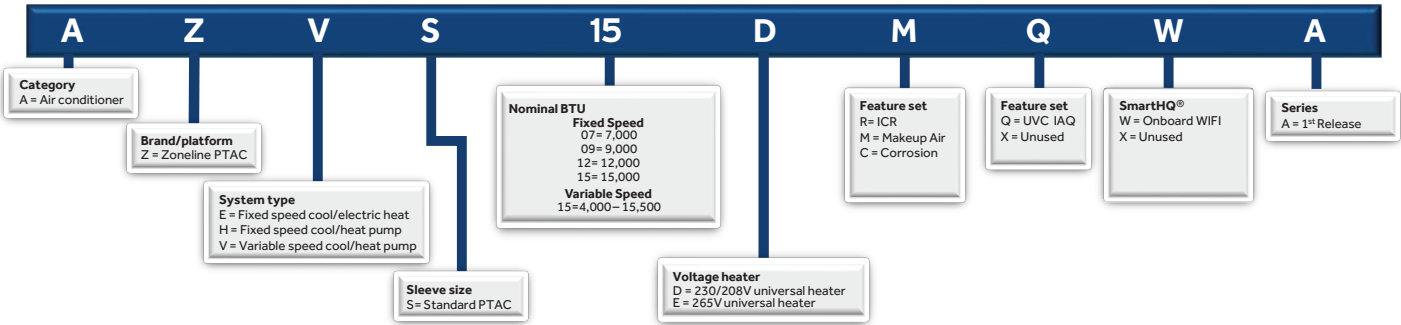 A Z V S 15 D M Q W A
Category
A = Air conditioner
Brand/platform
Z = Zoneline PTAC
System type
E = Fixed speed cool/electric heat
H = Fixed speed cool/heat pump
V = Variable speed cool/heat pump
Sleeve size
S= Standard PTAC
Nominal BTU
Fixed Speed
07= 7,000
09= 9,000
12= 12,000
15= 15,000
Variable Speed
15=4,000–15,500
Voltage heater
D = 230/208V universal heater
E = 265V universal heater
Feature set
R= ICR
M = Makeup Air
C = Corrosion
Feature set
Q = UVC IAQ
X = Unused
SmartHQ®
W = Onboard WIFI
X = Unused
Series
A = 1st Release